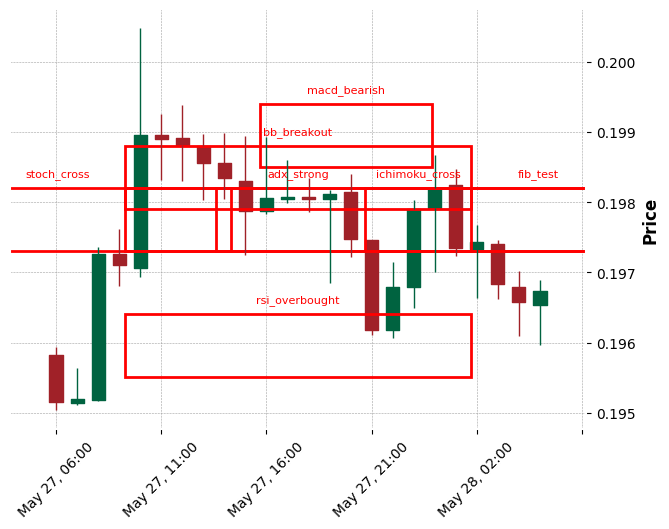 macd_bearish
bb_breakout
stoch_cross
adx_strong
ichimoku_cross
fib_test
rsi_overbought
0.200
0.199
0.198
0.197
0.196
0.195
Price
May 27, 06:00
May 27, 11:00
May 27, 16:00
May 27, 21:00
May 28, 02:00